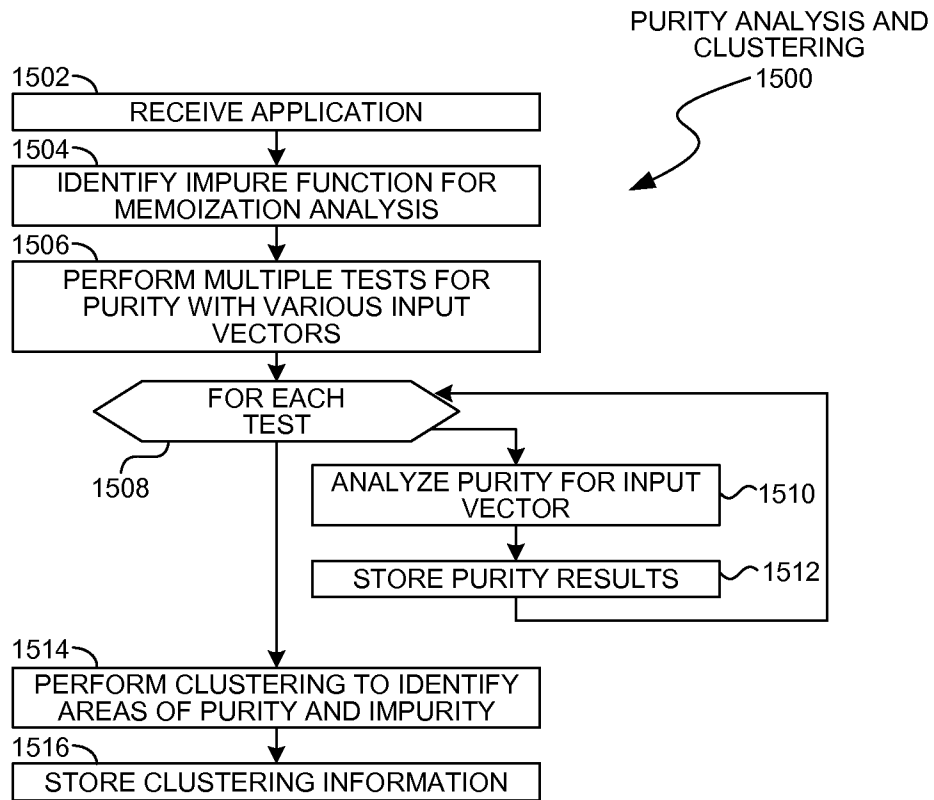 PURITY ANALYSIS AND
CLUSTERING
1500
1502
RECEIVE APPLICATION
1504
IDENTIFY IMPURE FUNCTION FOR
MEMOIZATION ANALYSIS
1506
PERFORM MULTIPLE TESTS FOR
PURITY WITH VARIOUS INPUT
VECTORS
FOR EACH
TEST
1508
ANALYZE PURITY FOR INPUT
VECTOR
1510
STORE PURITY RESULTS
1512
1514
PERFORM CLUSTERING TO IDENTIFY
AREAS OF PURITY AND IMPURITY
1516
STORE CLUSTERING INFORMATION